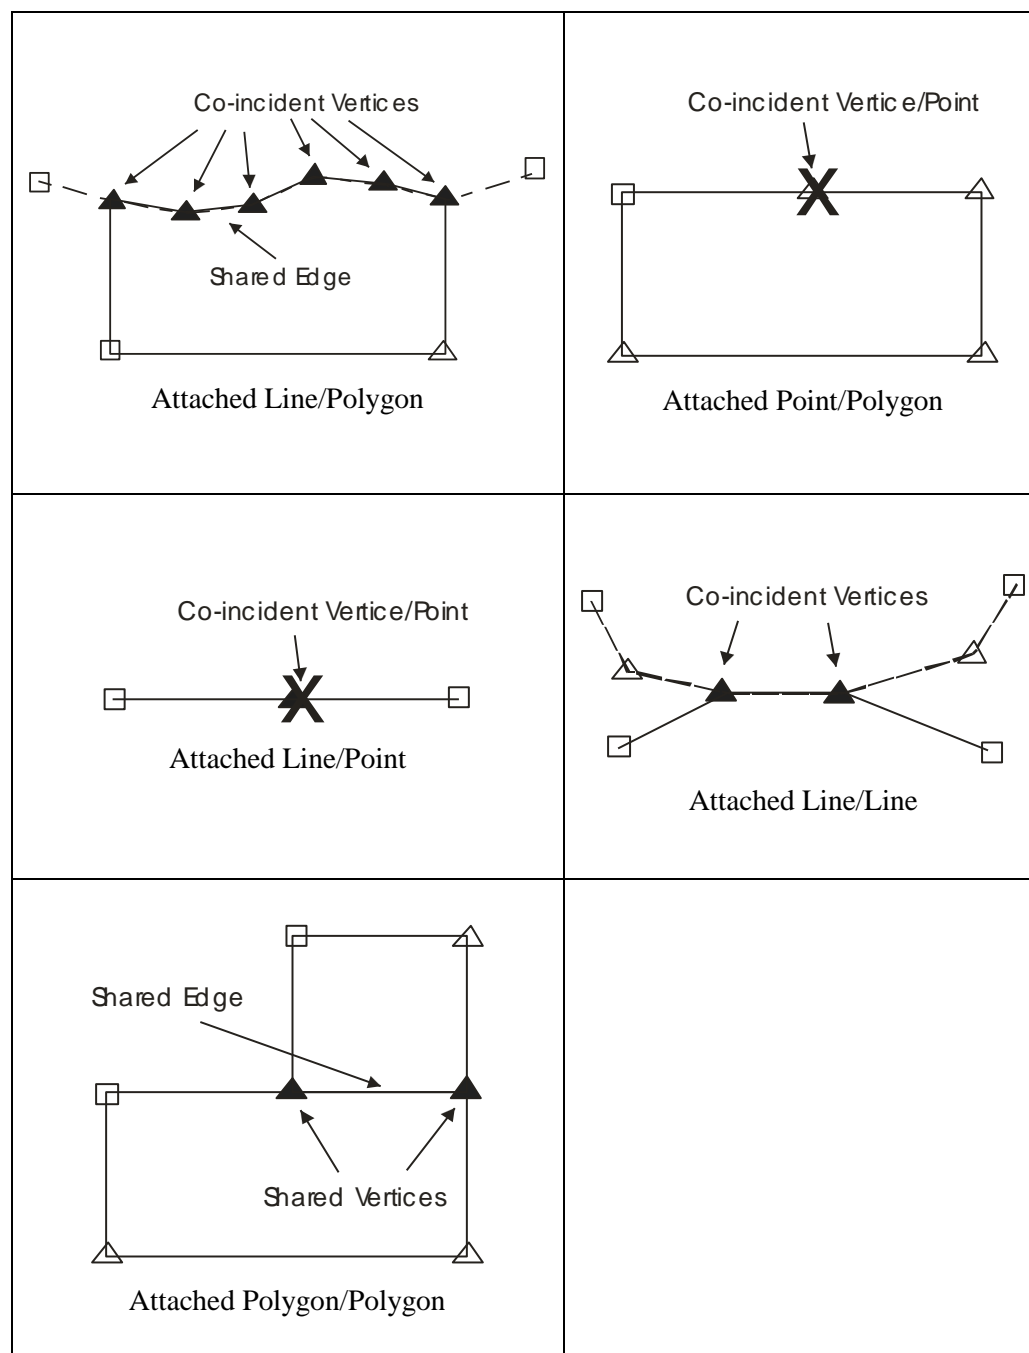 Co-incident Vertices
Shared Edge
Attached Line/Polygon
Co-incident Vertice/Point
Attached Point/Polygon
Co-incident Vertice/Point
Attached Line/Point
Co-incident Vertices
Attached Line/Line
Shared Edge
Shared Vertices
Attached Polygon/Polygon